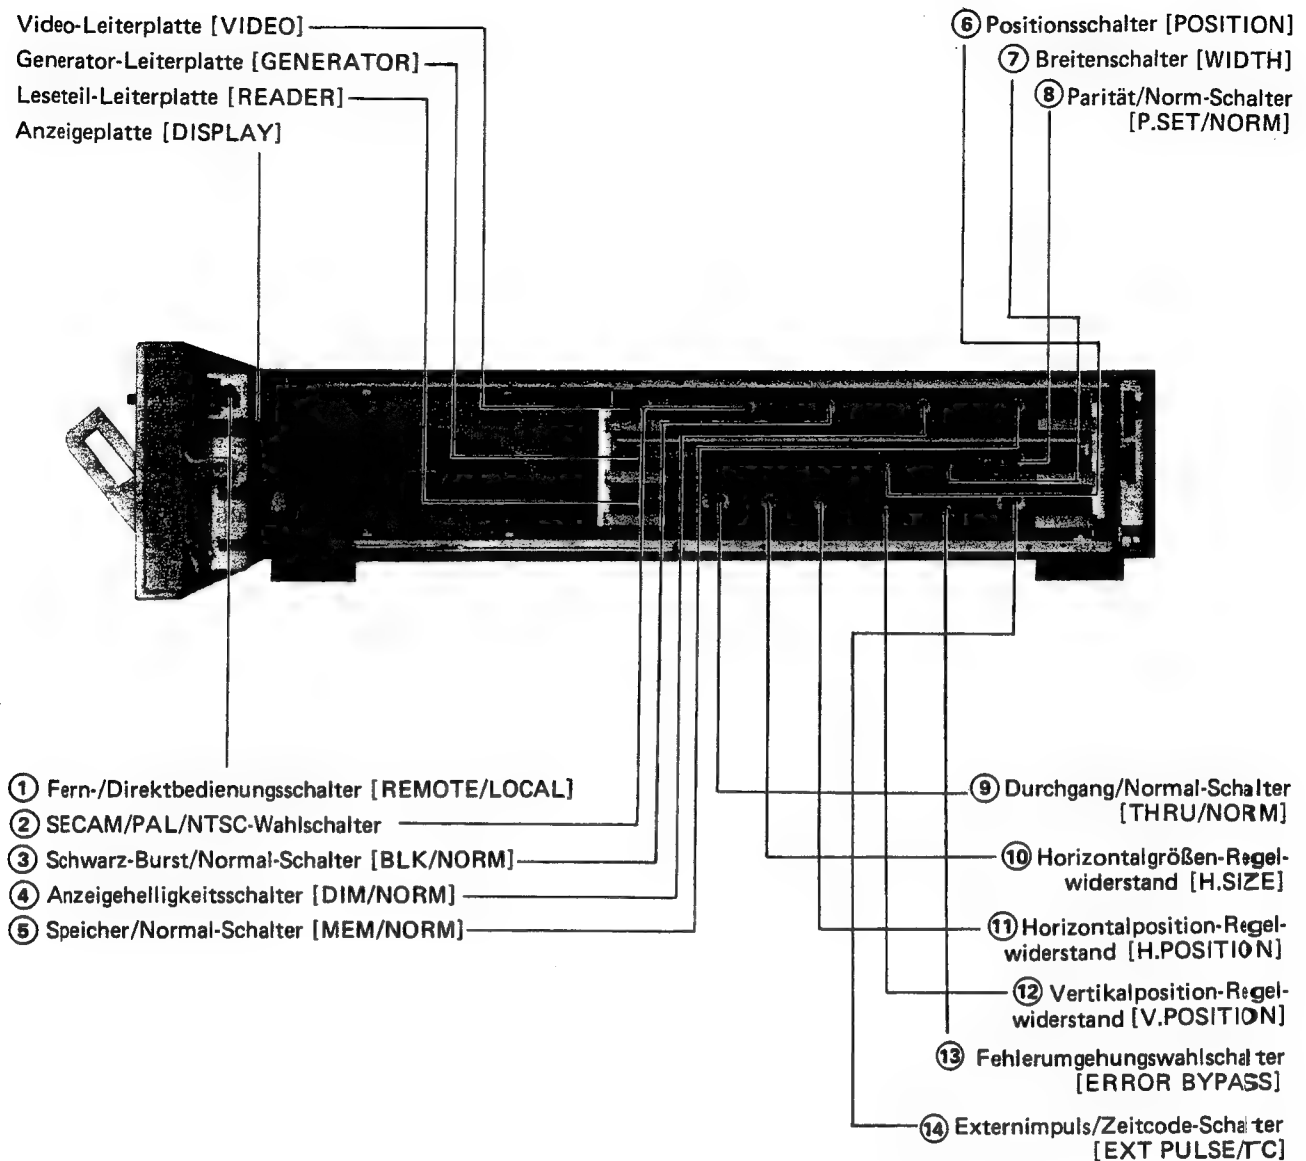 Video-Leiterplatte [VIDEO]
Generator-Leiterplatte [GENERATOR]
Leseteil-Leiterplatte [READER]
Anzeigeplatte [DISPLAY]
⑥ Positionsschalter [POSITION]
⑦ Breitenschalter [WIDTH]
⑧ Parität/Norm-Schalter
[P.SET/NORM]
① Fern-/Direktbedienungsschalter [REMOTE/LOCAL]
② SECAM/PAL/NTSC-Wahlschalter
③ Schwarz-Burst/Normal-Schalter [BLK/NORM]
④ Anzeigehelligkeitsschalter [DIM/NORM]
⑤ Speicher/Normal-Schalter [MEM/NORM]
⑨ Durchgang/Normal-Schalter
[THRU/NORM]
⑩ Horizontalgrößen-Regel-
widerstand [H.SIZE]
⑪ Horizontalposition-Regel-
widerstand [H.POSITION]
⑫ Vertikalposition-Regel-
widerstand [V.POSITION]
⑬ Fehlerumgehungswahlschalter
[ERROR BYPASS]
⑭ Externimpuls/Zeitcode-Schalter
[EXT PULSE/TC]